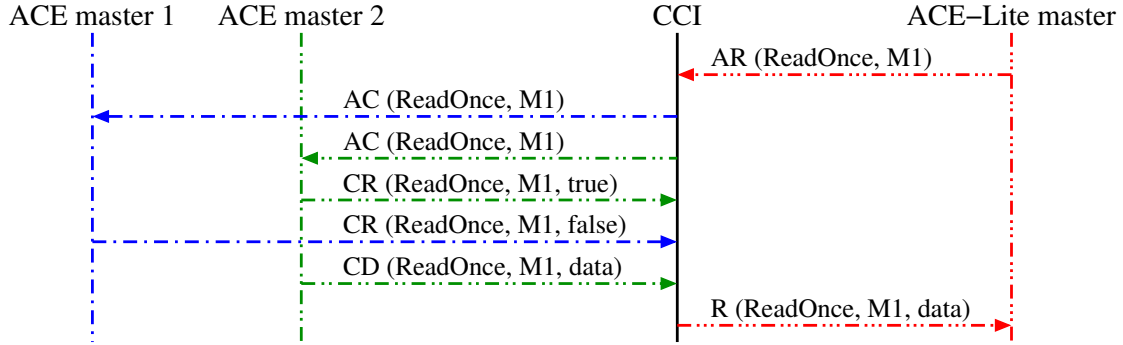 ACE master 1 ACE master 2 CCI ACE−Lite master
AR (ReadOnce, M1)
AC (ReadOnce, M1)
AC (ReadOnce, M1)
CR (ReadOnce, M1, true)
CR (ReadOnce, M1, false)
CD (ReadOnce, M1, data)
R (ReadOnce, M1, data)